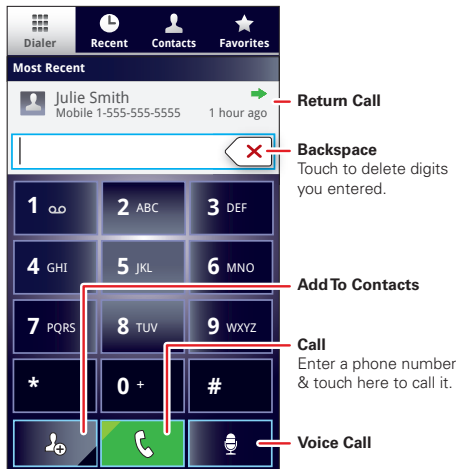 Dialer Recent Contacts Favorites
Most Recent
Julie Smith
Mobile 1-555-555-5555 1 hour ago
Return Call
Backspace
Touch to delete digits
you entered.
1 2 ABC 3 DEF
4 GHI 5 JKL 6 MNO
Add To Contacts
7 PQRS 8 TUV 9 WXYZ
Call
Enter a phone number
& touch here to call it.
* 0 + #
Voice Call